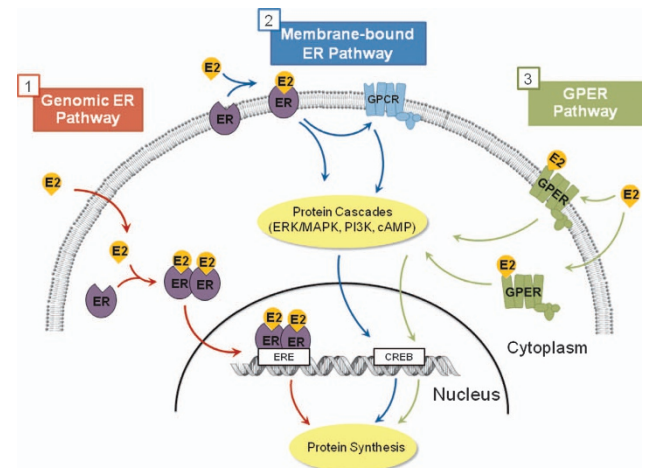 1
Genomic ER
Pathway
2
Membrane-bound
ER Pathway
3
GPER
Pathway
E2
E2
ER
ER
GPCR
E2
GPER
E2
E2
E2
E2 E2
ER
ER ER
Protein Cascades
(ERK/MAPK, PI3K, cAMP)
E2
GPER
Cytoplasm
E2 E2
ER ER
ERE
CREB
Nucleus
Protein Synthesis